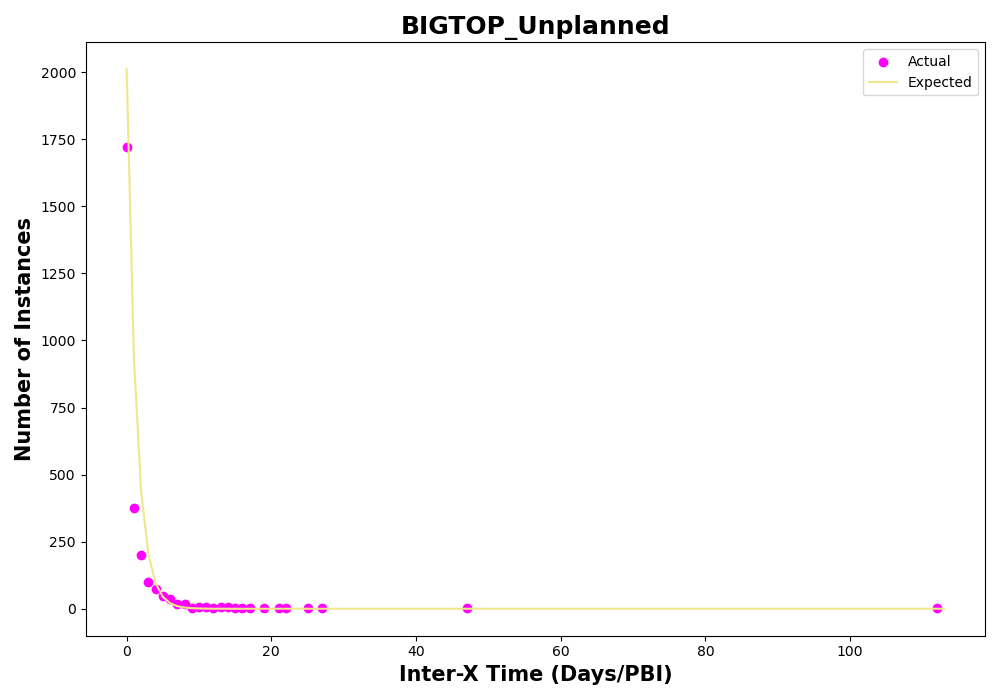 BIGTOP_Unplanned
Actual
Expected
2000
1750
1500
1250
1000
750
500
250
0
Number of Instances
0 20 40 60 80 100
Inter-X Time (Days/PBI)